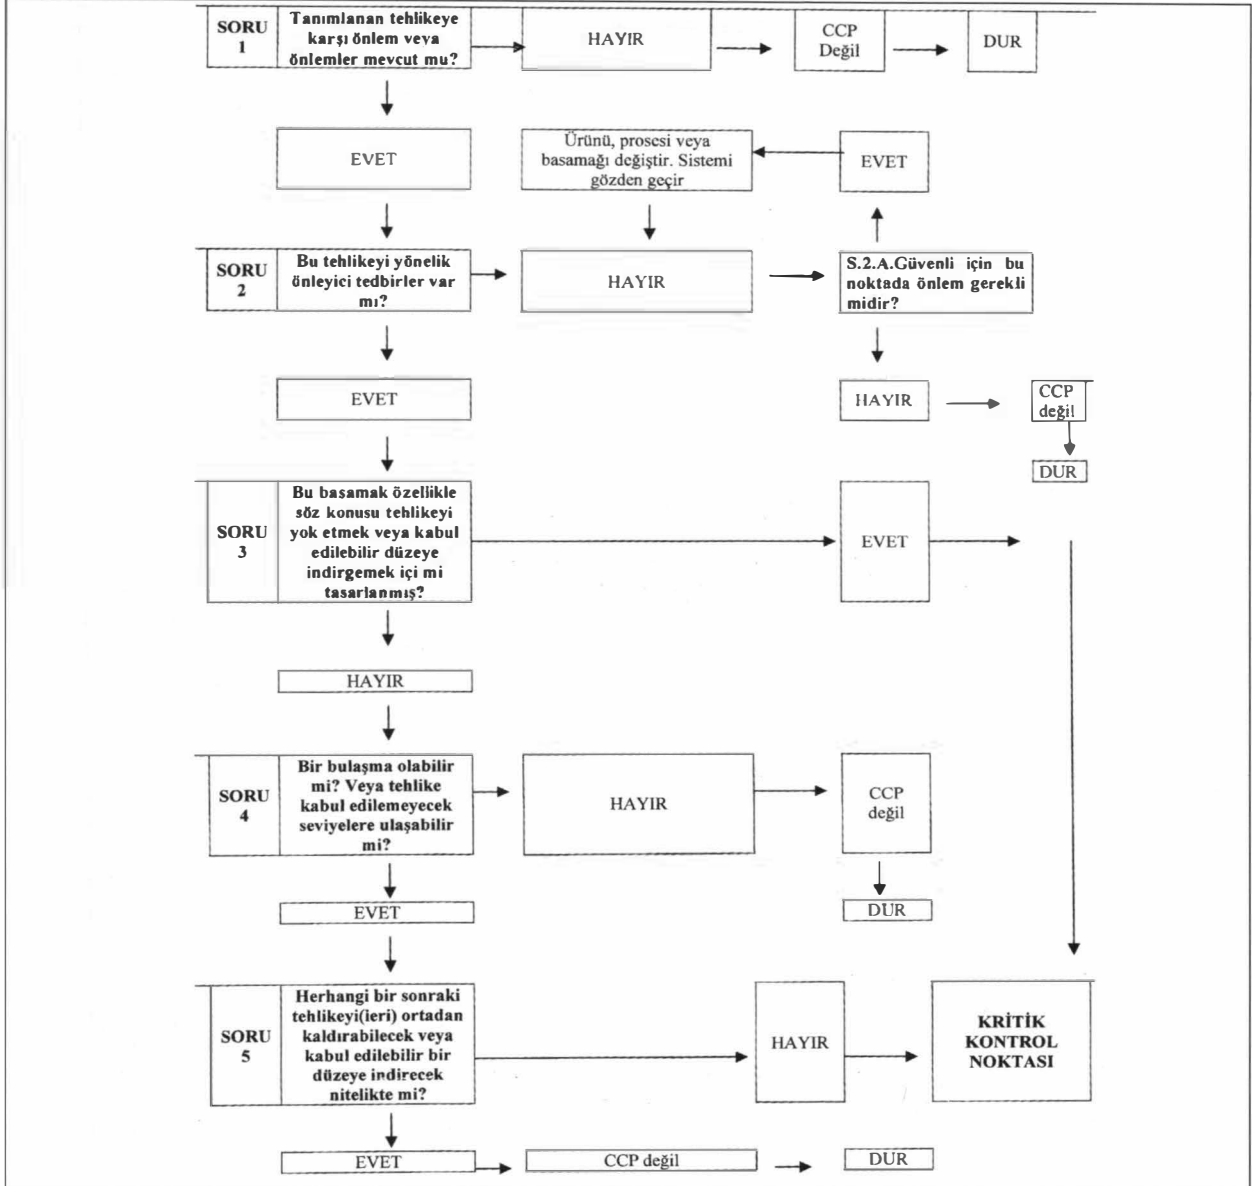 SORU
1
Tanımlanan tehlikeye
karşı önlem veya
önlemler mevcut mu?
HAYIR
CCP
Değil
DUR
EVET
Ürünü, prosesi veya
basamağı değiştir. Sistemi
gözden geçir
EVET
SORU
2
Bu tehlikeyi yönelik
önleyici tedbirler var
mı?
HAYIR
S.2.A.Güvenli için bu
noktada önlem gerekli
midir?
EVET
HAYIR
CCP
değil
DUR
SORU
3
Bu basamak özellikle
söz konusu tehlikeyi
yok etmek veya kabul
edilebilir düzeye
indirgemek içi mi
tasarlanmış?
EVET
HAYIR
SORU
4
Bir bulaşma olabilir
mi? Veya tehlike
kabul edilemeyecek
seviyelere ulaşabilir
mi?
HAYIR
CCP
değil
EVET
DUR
SORU
5
Herhangi bir sonraki
tehlikeyi(ieri) ortadan
kaldırabilecek veya
kabul edilebilir bir
düzeye indirecek
nitelikte mi?
HAYIR
KRİTİK
KONTROL
NOKTASI
EVET
CCP değil
DUR